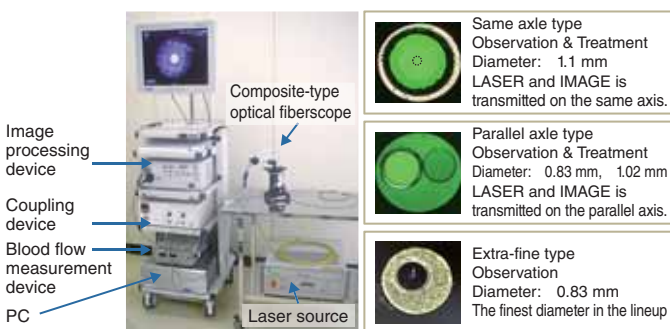 Composite-type
optical fiberscope
Image
processing
device
Coupling
device
Blood flow
measurement
device
PC
Laser source
Same axle type
Observation & Treatment
Diameter: 1.1 mm
LASER and IMAGE is
transmitted on the same axis.
Parallel axle type
Observation & Treatment
Diameter: 0.83 mm, 1.02 mm
LASER and IMAGE is
transmitted on the parallel axis.
Extra-fine type
Observation
Diameter: 0.83 mm
The finest diameter in the lineup